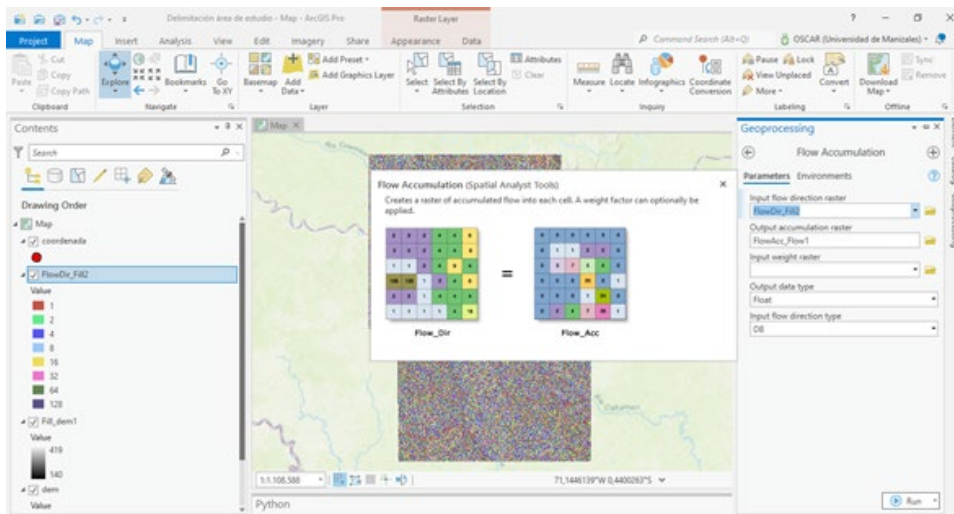 Delimitación área de estudio - Map - ArcGIS Pro
Raster Layer
?
Project Map Insert Analysis View Edit Imagery Share Appearance Data
Command Search (Alt+Q)
OSCAR (Universidad de Manizales)
Paste
Cut
Copy
Copy Path
Clipboard
Explore
Bookmarks
Go To XY
Navigate
Basemap
Add Data
Add Preset
Add Graphics Layer
Layer
Select
Select By Attributes
Select By Location
Attributes
Clear
Selection
Measure
Locate
Infographics
Coordinate Conversion
Inquiry
Pause
Lock
View Unplaced
More
Convert
Labeling
Download Map
Sync
Remove
Offline
Contents
Search
Drawing Order
Map
coordenada
FlowDir_Fill2
Value
1
2
4
8
16
32
64
128
Fill_dem1
Value
419
140
dem
Value
Map
Flow Accumulation (Spatial Analyst Tools)
Creates a raster of accumulated flow into each cell. A weight factor can optionally be
applied.
=
Flow_Dir
Flow_Acc
1:1.108.588
71,1446139°W 0,4400263°S
Python
Geoprocessing
Flow Accumulation
Parameters Environments
Input flow direction raster
FlowDir_Fill2
Output accumulation raster
FlowAcc_Flow1
Input weight raster
Output data type
Float
Input flow direction type
D8
Run